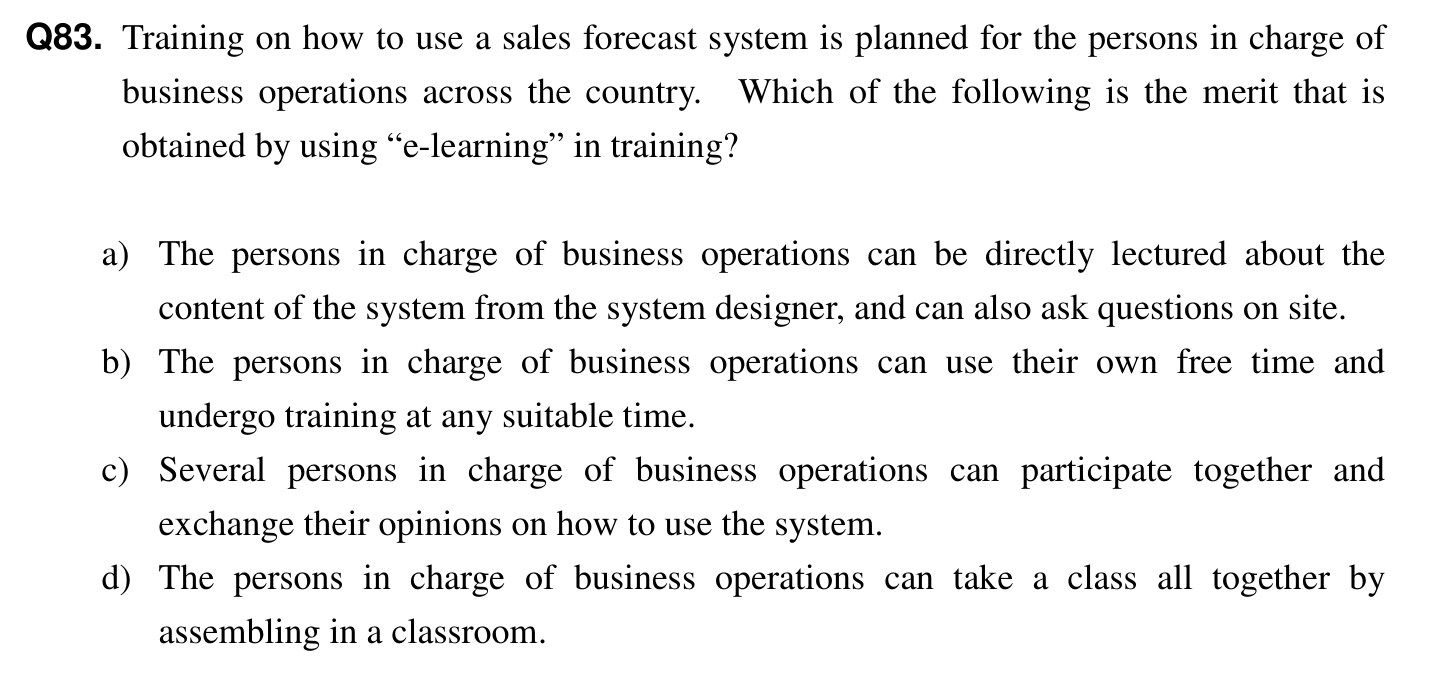 Q83. Training on how to use a sales forecast system is planned for the persons in charge of
business operations across the country. Which of the following is the merit that is
obtained by using “e-learning” in training?
a) The persons in charge of business operations can be directly lectured about the
content of the system from the system designer, and can also ask questions on site.
b) The persons in charge of business operations can use their own free time and
undergo training at any suitable time.
c) Several persons in charge of business operations can participate together and
exchange their opinions on how to use the system.
d) The persons in charge of business operations can take a class all together by
assembling in a classroom.